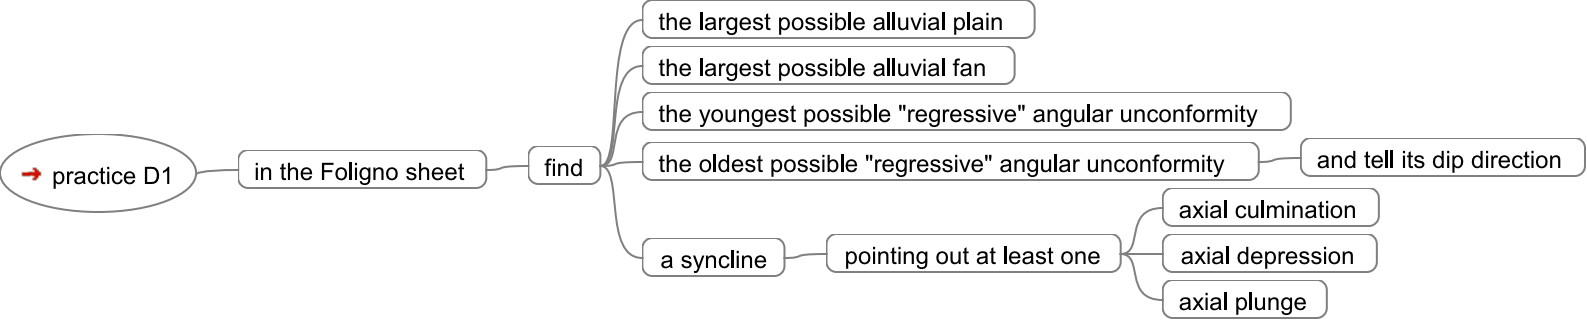 practice D1
in the Foligno sheet
find
the largest possible alluvial plain
the largest possible alluvial fan
the youngest possible "regressive" angular unconformity
the oldest possible "regressive" angular unconformity
and tell its dip direction
a syncline
pointing out at least one
axial culmination
axial depression
axial plunge